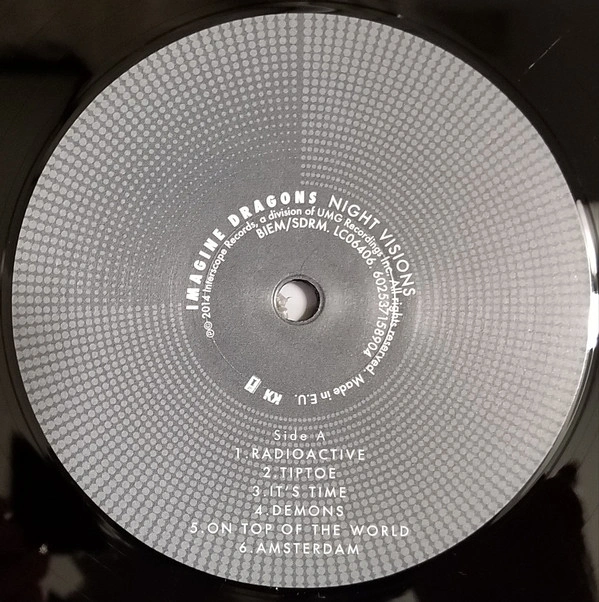 IMAGINE DRAGONS NIGHT VISIONS
℗© 2014 Interscope Records, a division of UMG Recordings Inc. All rights reserved. Made in E.U.
BIEM/SDRM. LC06406. 602537158904
KK
Side A
1.RADIOACTIVE
2.TIPTOE
3.IT'S TIME
4.DEMONS
5.ON TOP OF THE WORLD
6.AMSTERDAM